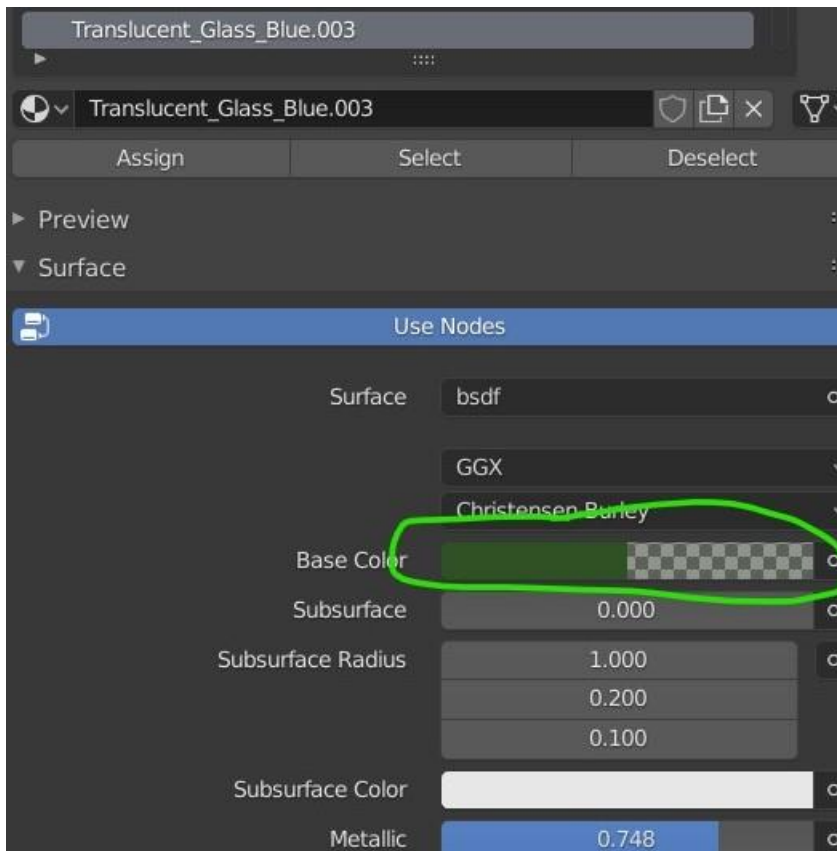 Translucent_Glass_Blue.003
Translucent_Glass_Blue.003
Assign Select Deselect
Preview
Surface
Use Nodes
Surface bsdf
GGX
Christensen-Burley
Base Color
Subsurface 0.000
Subsurface Radius 1.000
0.200
0.100
Subsurface Color
Metallic 0.748